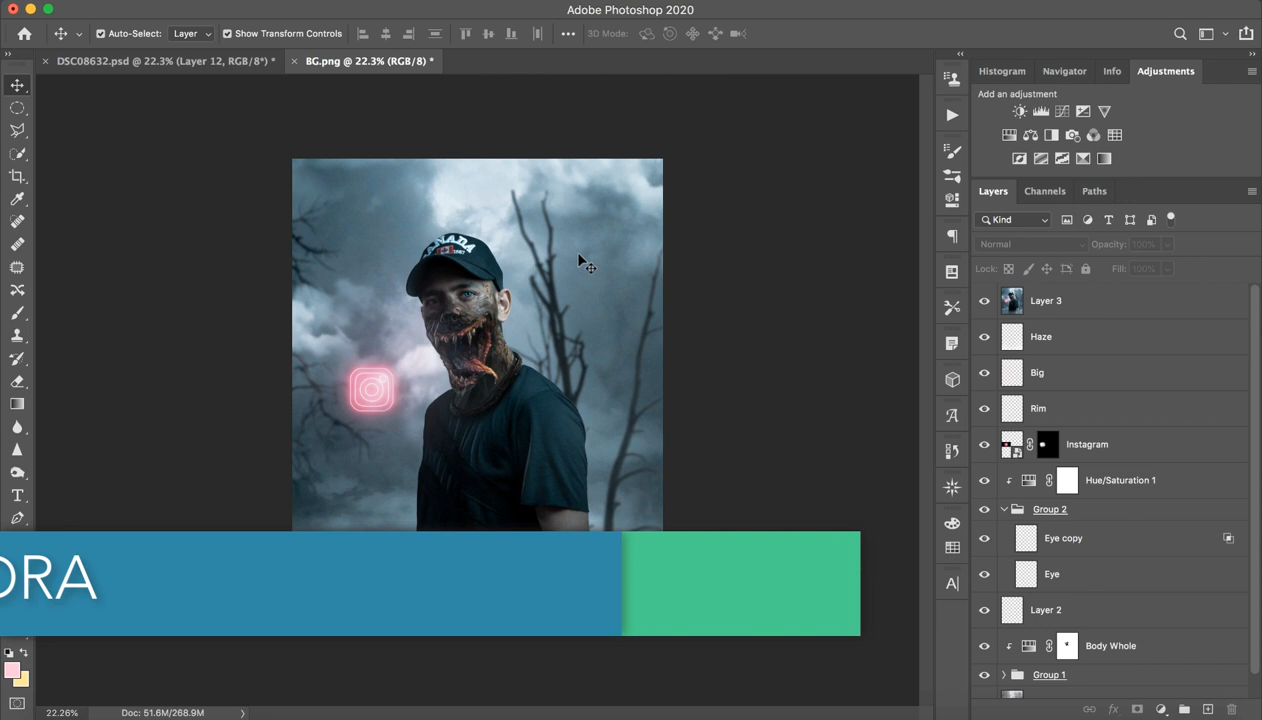 Adobe Photoshop 2020
Auto-Select: Layer Show Transform Controls 3D Mode:
DSC08632.psd @ 22.3% (Layer 12, RGB/8*) * BG.png @ 22.3% (RGB/8) *
Histogram Navigator Info Adjustments
Add an adjustment
Layers Channels Paths
Kind
Normal Opacity: 100%
Lock: Fill: 100%
Layer 3
Haze
Big
Rim
Instagram
Hue/Saturation 1
Group 2
Eye copy
Eye
Layer 2
Body Whole
Group 1
CANADA
ORA
22.26% Doc: 51.6M/268.9M